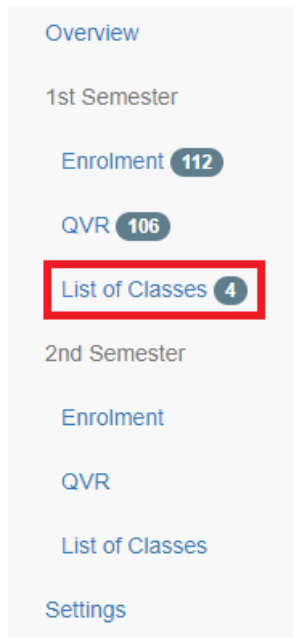 Overview
1st Semester
Enrolment 112
QVR 106
List of Classes 4
2nd Semester
Enrolment
QVR
List of Classes
Settings